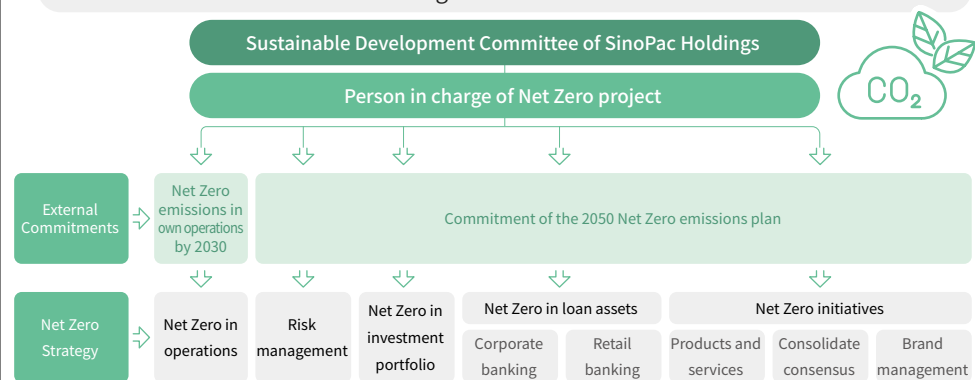 Sustainable Development Committee of SinoPac Holdings
Person in charge of Net Zero project
CO2
External
Commitments
Net Zero
emissions in
own operations
by 2030
Commitment of the 2050 Net Zero emissions plan
Net Zero
Strategy
Net Zero in
operations
Risk
management
Net Zero in
investment
portfolio
Net Zero in loan assets
Corporate
banking
Retail
banking
Net Zero initiatives
Products and
services
Consolidate
consensus
Brand
management